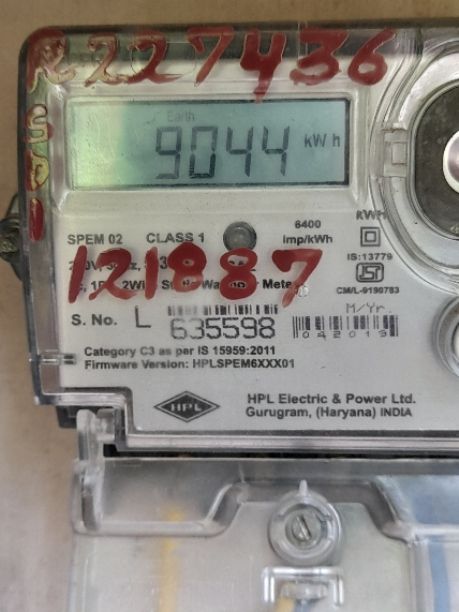 R227436
Earth
9044 kWh
SPEM 02 CLASS 1 6400 imp/kWh KWH
121887
IS:13779
CM/L-9190783
S. No. L 635598
M/Yr.
042019
Category C3 as per IS 15959:2011
Firmware Version: HPLSPEM6XXX01
HPL
HPL Electric & Power Ltd.
Gurugram, (Haryana) INDIA